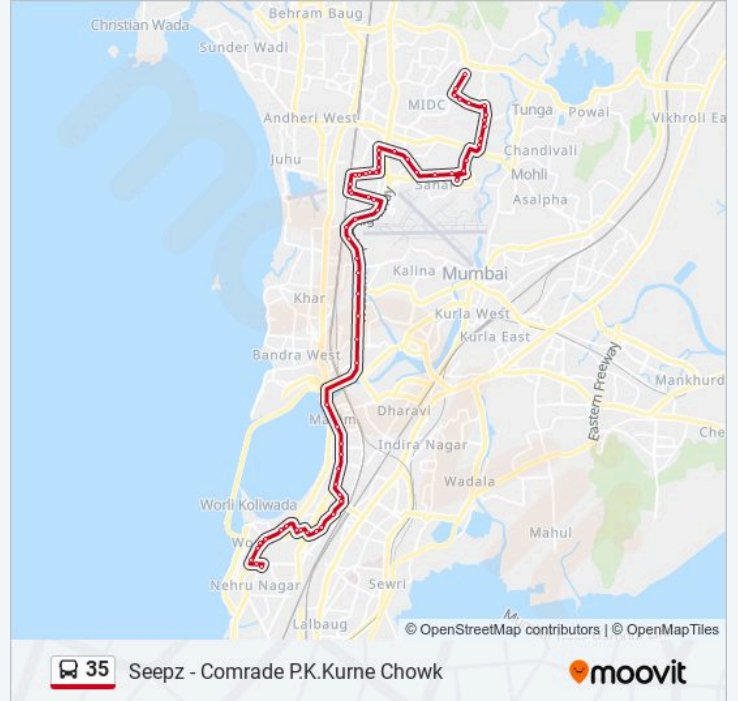 Behram Baug
Christian Wada
Sunder Wadi
MIDC
Tunga
Powai
Vikhroli Ea
Andheri West
Chandivali
Juhu
Mohli
Sahar
Asalpha
Kalina
Mumbai
Khar
Kurla West
Kurla East
Bandra West
Eastern Freeway
Mankhurd
Dharavi
Indira Nagar
Che
Wadala
Worli Koliwada
Mahul
Nehru Nagar
Sewri
Lalbaug
© OpenStreetMap contributors | © OpenMapTiles
35 Seepz - Comrade P.K.Kurne Chowk
moovit